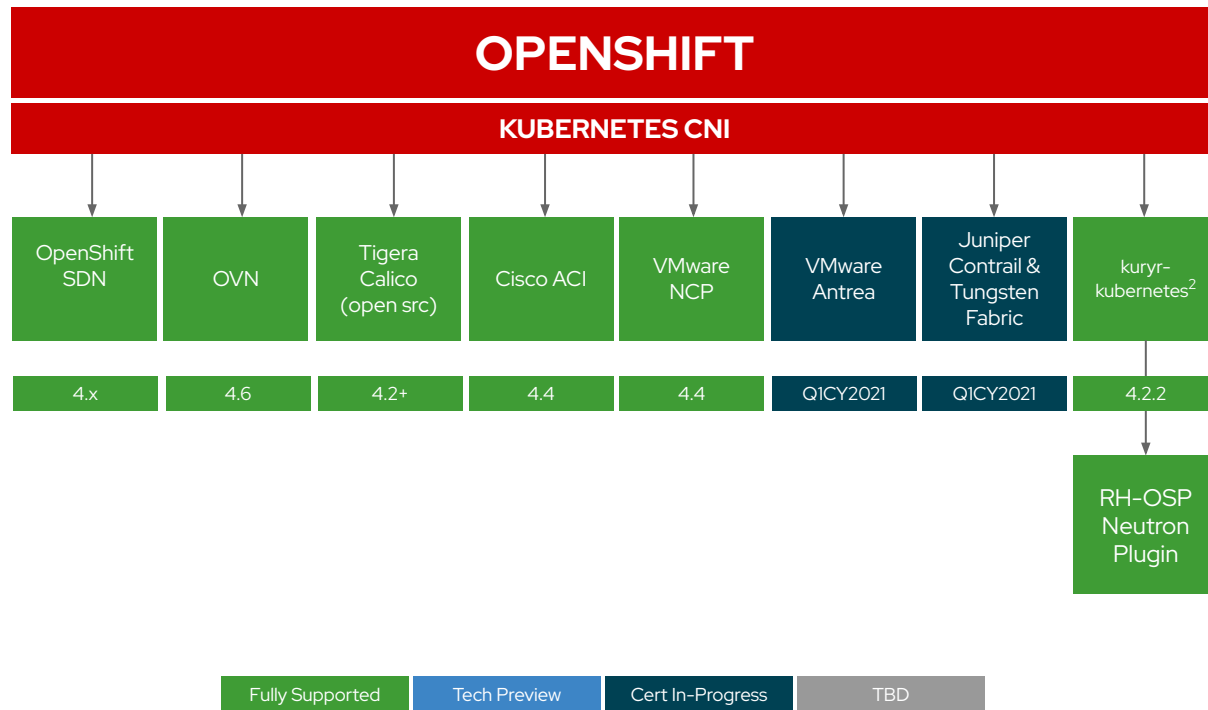 OPENSHIFT
KUBERNETES CNI
OpenShift
SDN
OVN
Tigera
Calico
(open src)
Cisco ACI
VMware
NCP
VMware
Antrea
Juniper
Contrail &
Tungsten
Fabric
kuryr-
kubernetes²
4.x
4.6
4.2+
4.4
4.4
Q1CY2021
Q1CY2021
4.2.2
RH-OSP
Neutron
Plugin
Fully Supported
Tech Preview
Cert In-Progress
TBD